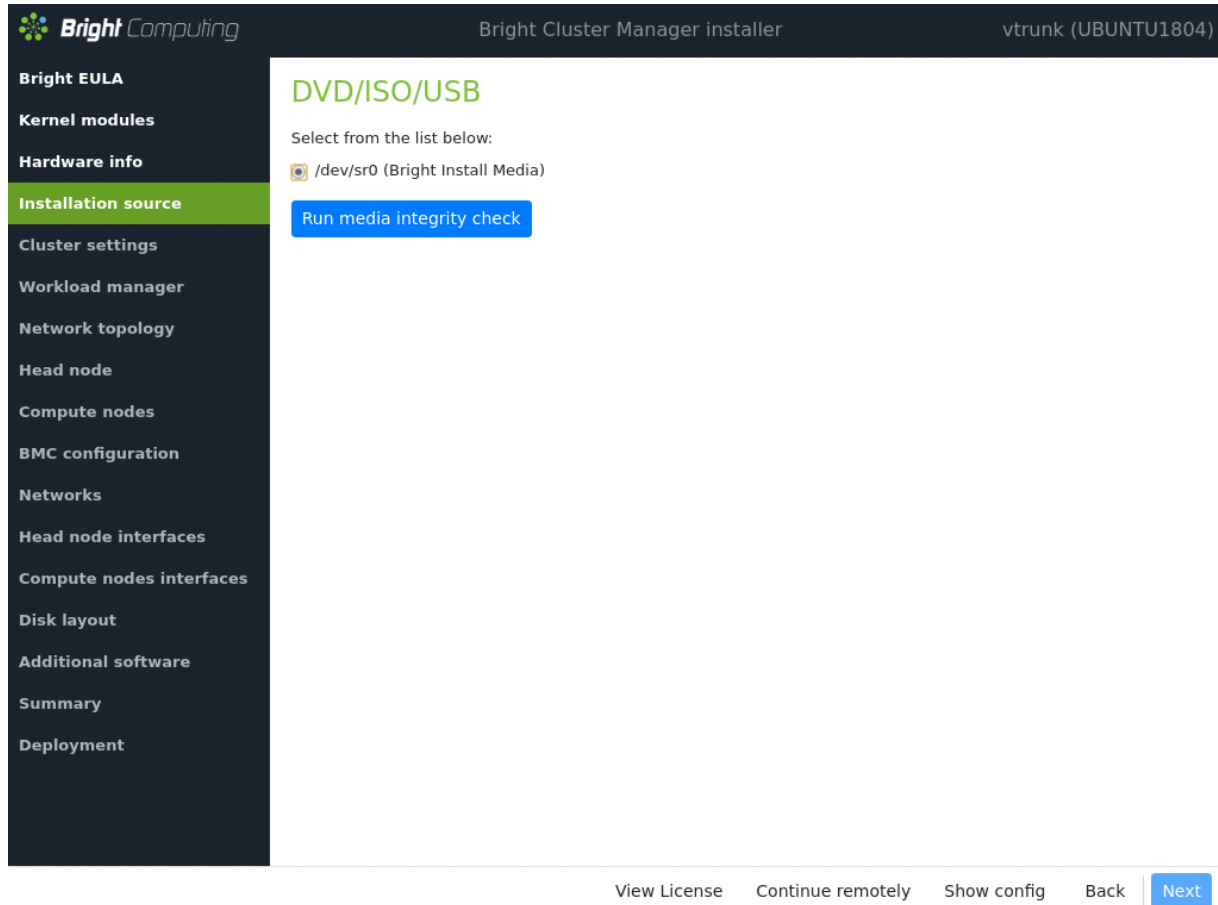 Bright Computing
Bright Cluster Manager installer
vtrunk (UBUNTU1804)
Bright EULA
Kernel modules
Hardware info
Installation source
Cluster settings
Workload manager
Network topology
Head node
Compute nodes
BMC configuration
Networks
Head node interfaces
Compute nodes interfaces
Disk layout
Additional software
Summary
Deployment
DVD/ISO/USB
Select from the list below:
/dev/sr0 (Bright Install Media)
Run media integrity check
View License
Continue remotely
Show config
Back
Next